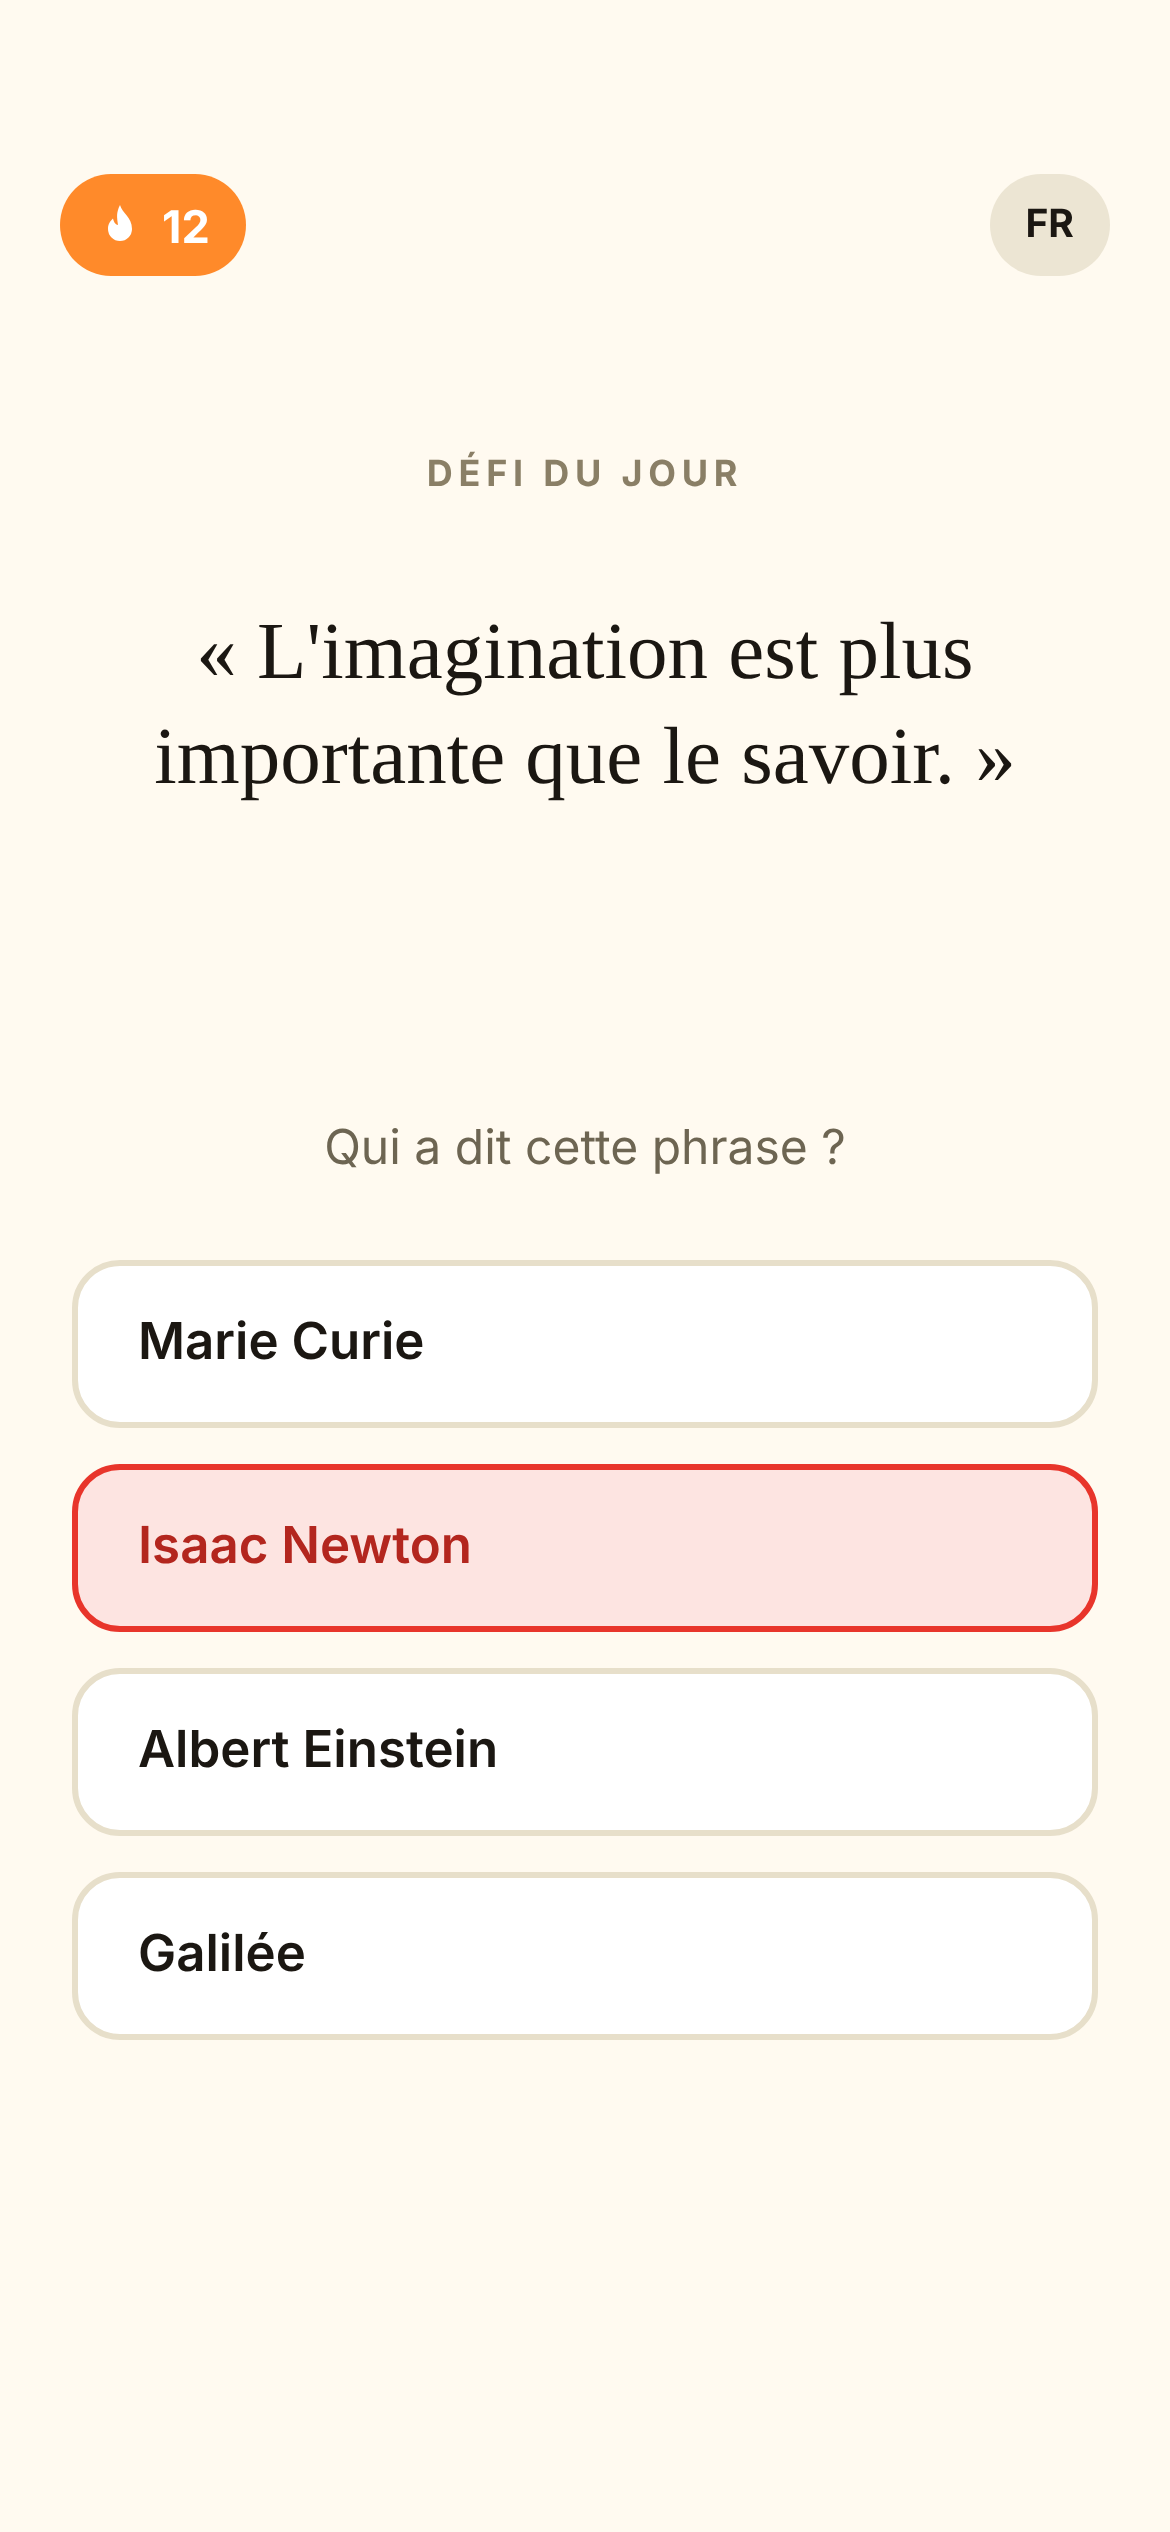 12
FR
DÉFI DU JOUR
« L'imagination est plus
importante que le savoir. »
Qui a dit cette phrase ?
Marie Curie
Isaac Newton
Albert Einstein
Galilée